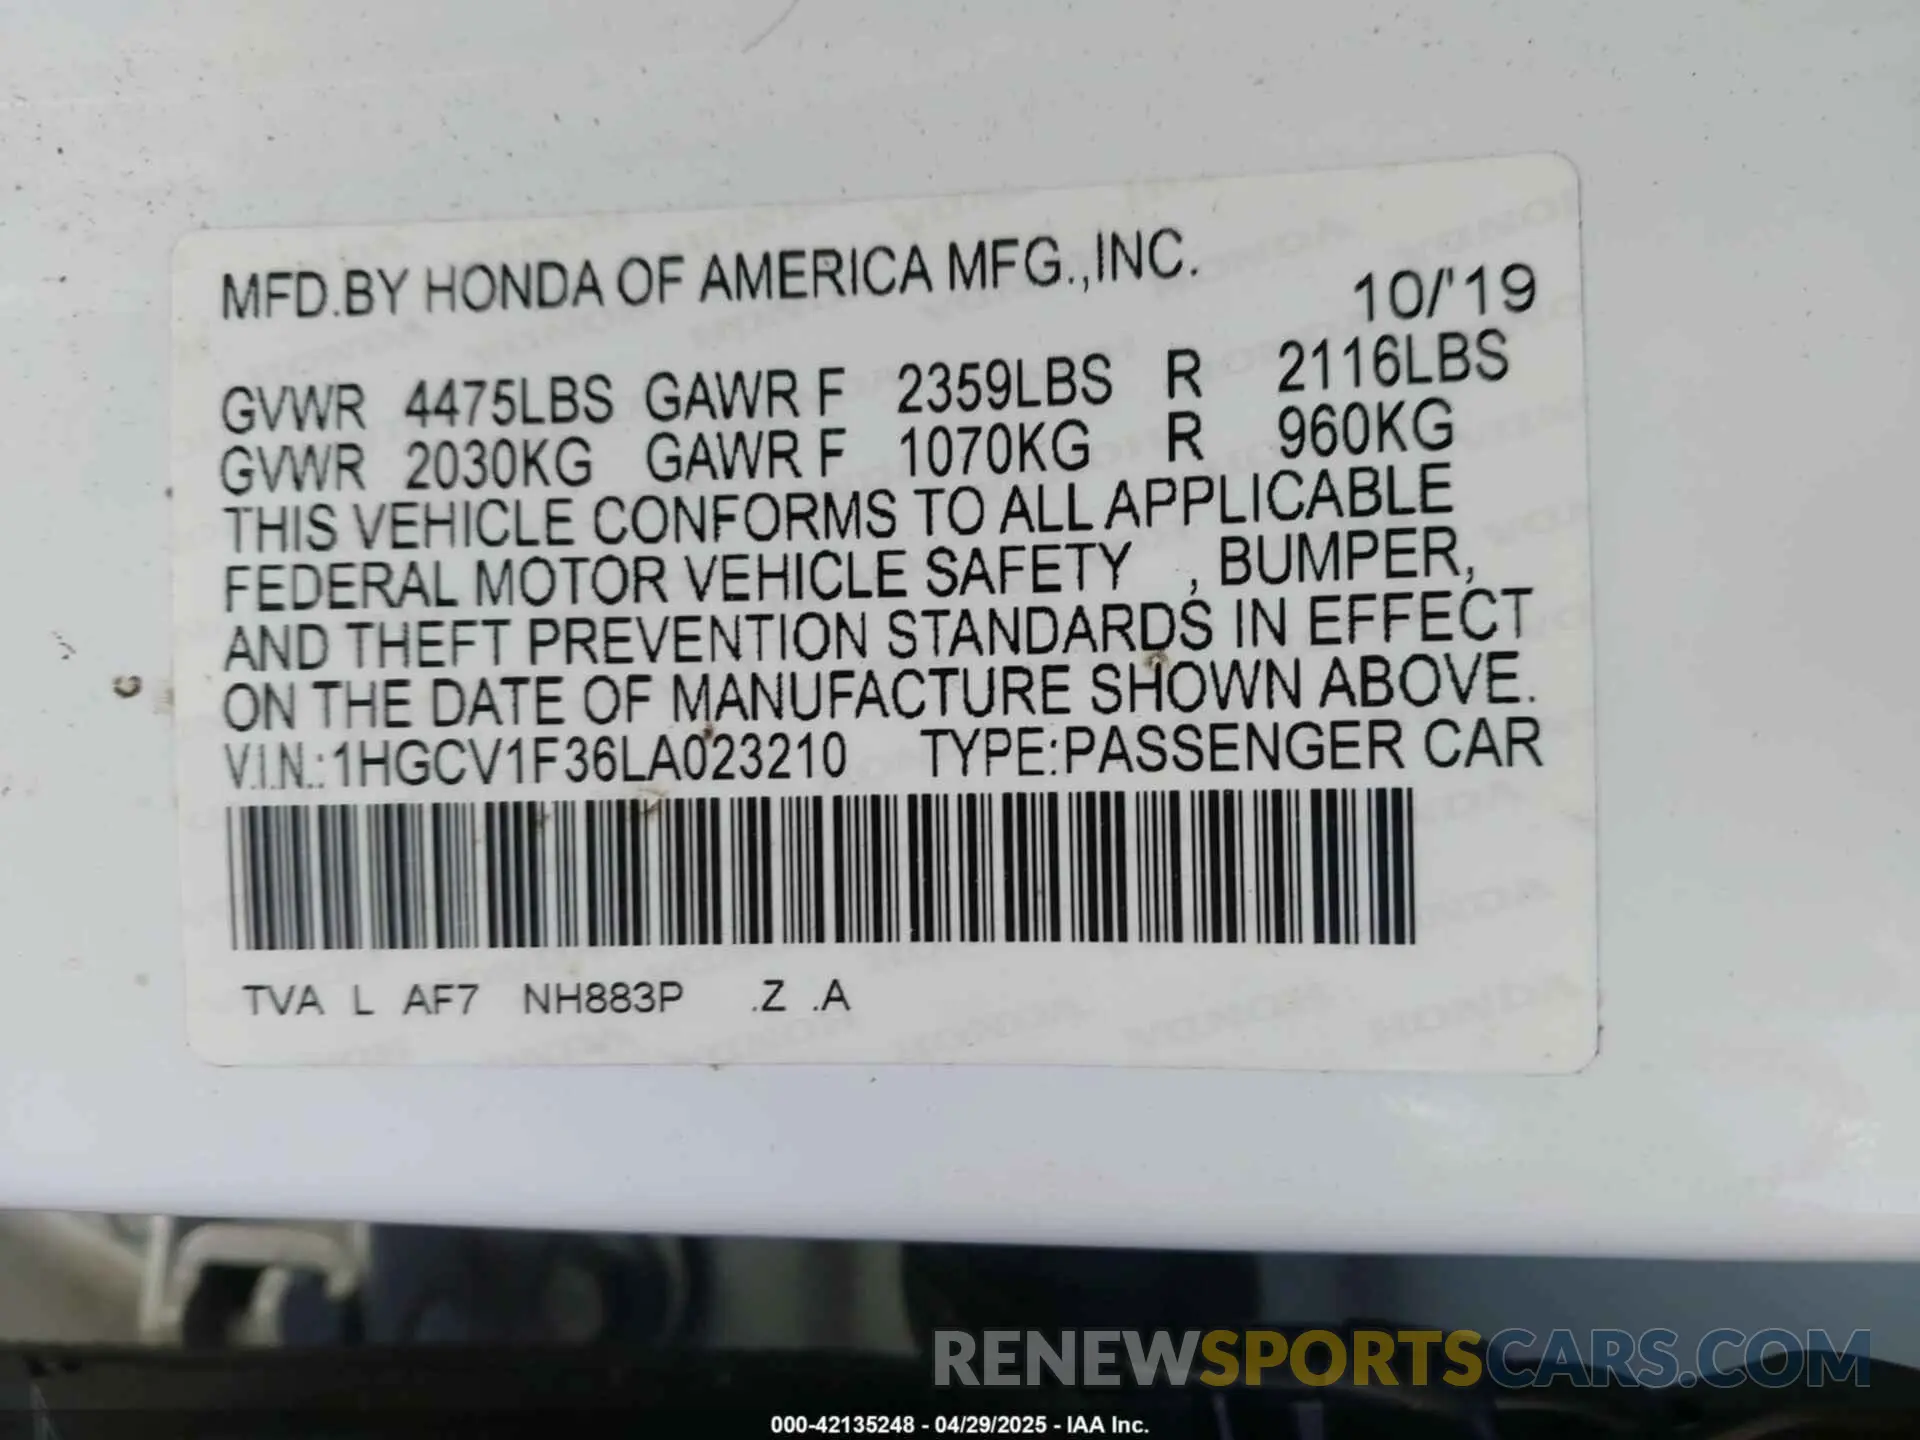 MFD.BY HONDA OF AMERICA MFG.,INC. 10/'19
GVWR 4475LBS GAWR F 2359LBS R 2116LBS
GVWR 2030KG GAWR F 1070KG R 960KG
THIS VEHICLE CONFORMS TO ALL APPLICABLE
FEDERAL MOTOR VEHICLE SAFETY , BUMPER,
AND THEFT PREVENTION STANDARDS IN EFFECT
ON THE DATE OF MANUFACTURE SHOWN ABOVE.
V.I.N.:1HGCV1F36LA023210 TYPE:PASSENGER CAR
TVA L AF7 NH883P .Z .A
RENEWSPORTSCARS.COM
000-42135248 - 04/29/2025 - IAA Inc.